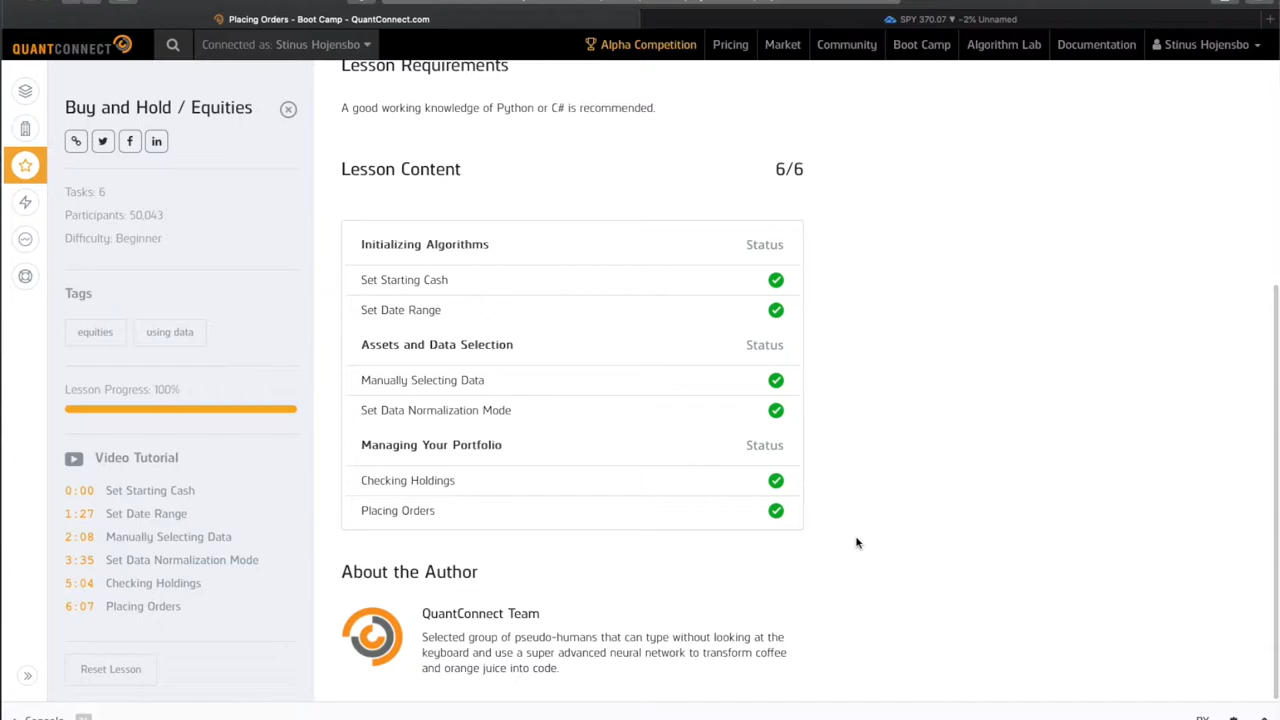 Placing Orders - Boot Camp - QuantConnect.com
SPY 370.07 ▼ −2% Unnamed
QUANTCONNECT
Connected as: Stinus Hojensbo
Alpha Competition
Pricing
Market
Community
Boot Camp
Algorithm Lab
Documentation
Stinus Hojensbo
Buy and Hold / Equities
Tasks: 6
Participants: 50,043
Difficulty: Beginner
Tags
equities
using data
Lesson Progress: 100%
Video Tutorial
0:00 Set Starting Cash
1:27 Set Date Range
2:08 Manually Selecting Data
3:35 Set Data Normalization Mode
5:04 Checking Holdings
6:07 Placing Orders
Reset Lesson
Lesson Requirements
A good working knowledge of Python or C# is recommended.
Lesson Content 6/6
Initializing Algorithms Status
Set Starting Cash
Set Date Range
Assets and Data Selection Status
Manually Selecting Data
Set Data Normalization Mode
Managing Your Portfolio Status
Checking Holdings
Placing Orders
About the Author
QuantConnect Team
Selected group of pseudo-humans that can type without looking at the
keyboard and use a super advanced neural network to transform coffee
and orange juice into code.